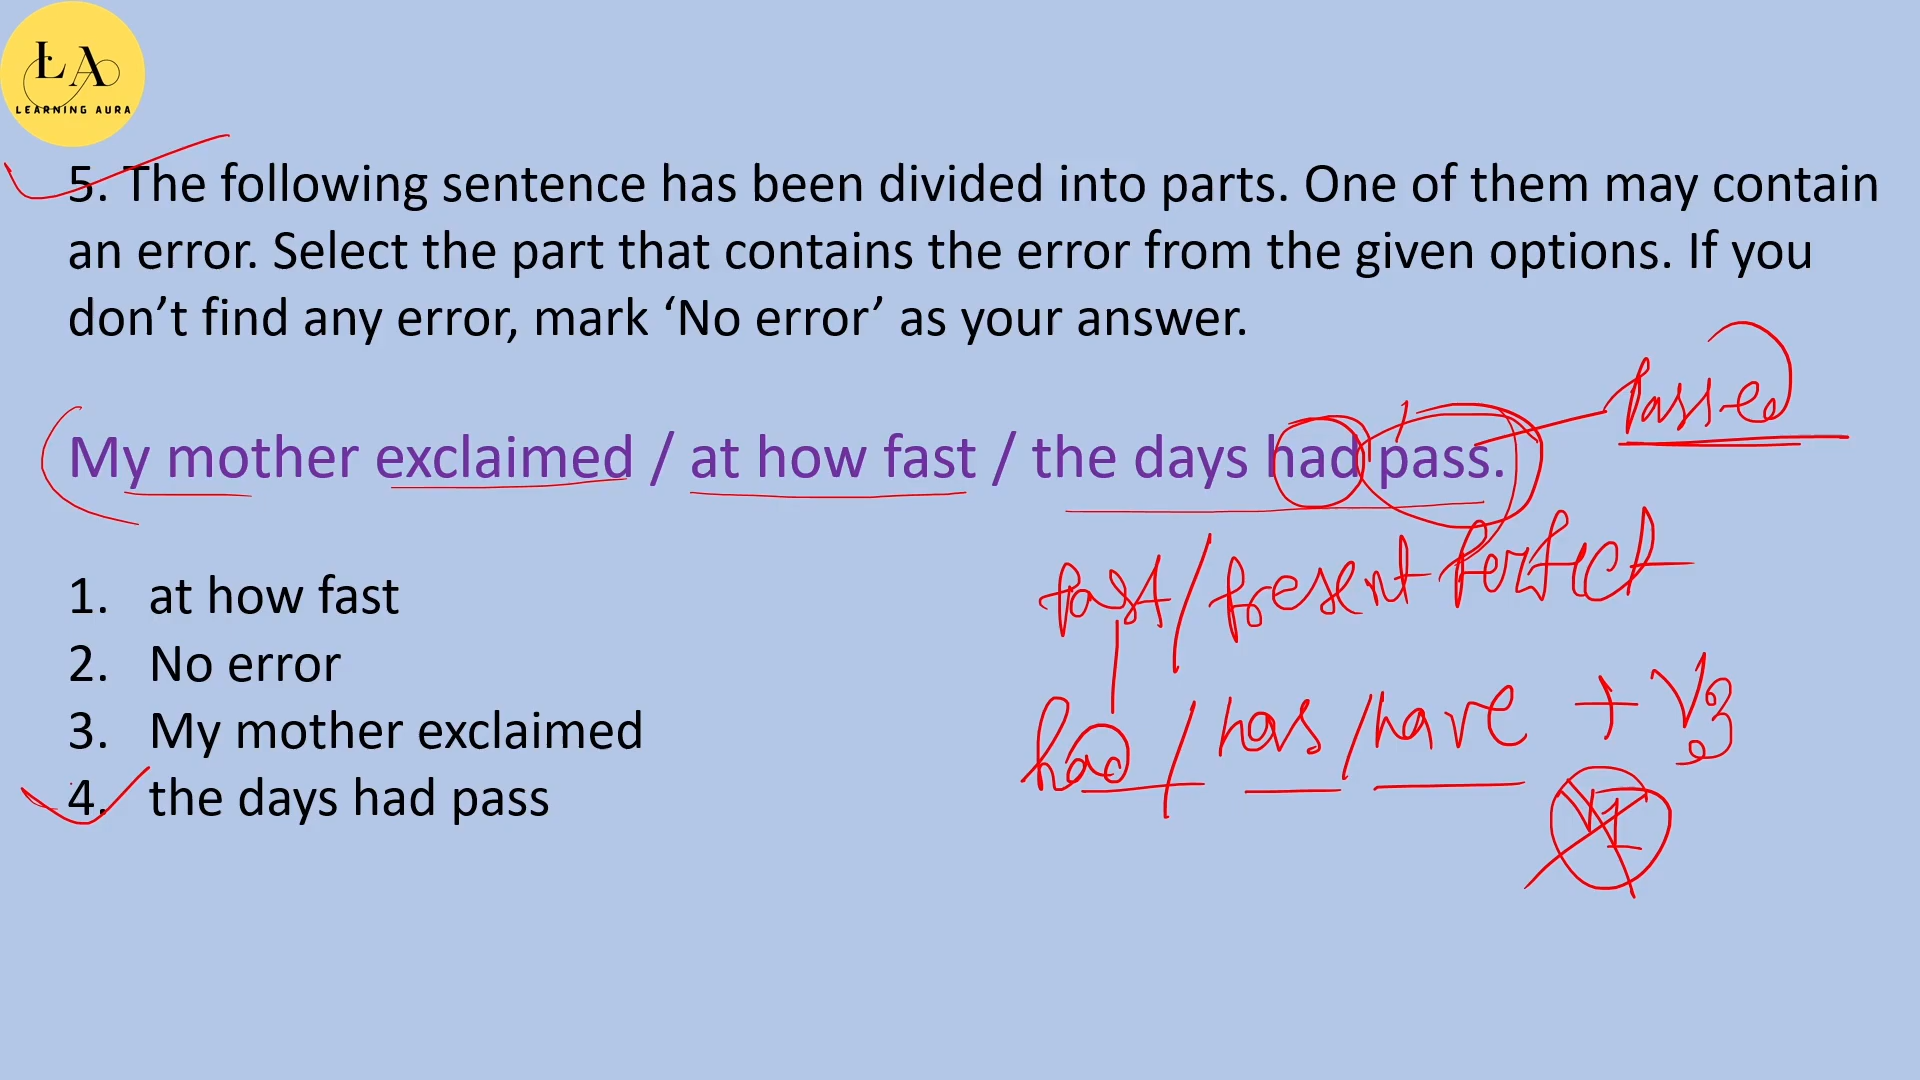 LA
LEARNING AURA
5. The following sentence has been divided into parts. One of them may contain
an error. Select the part that contains the error from the given options. If you
don’t find any error, mark ‘No error’ as your answer.
passed
My mother exclaimed / at how fast / the days had pass.
past / present perfect
1. at how fast
2. No error
had / has / have + V3
3. My mother exclaimed
4. the days had pass
V1